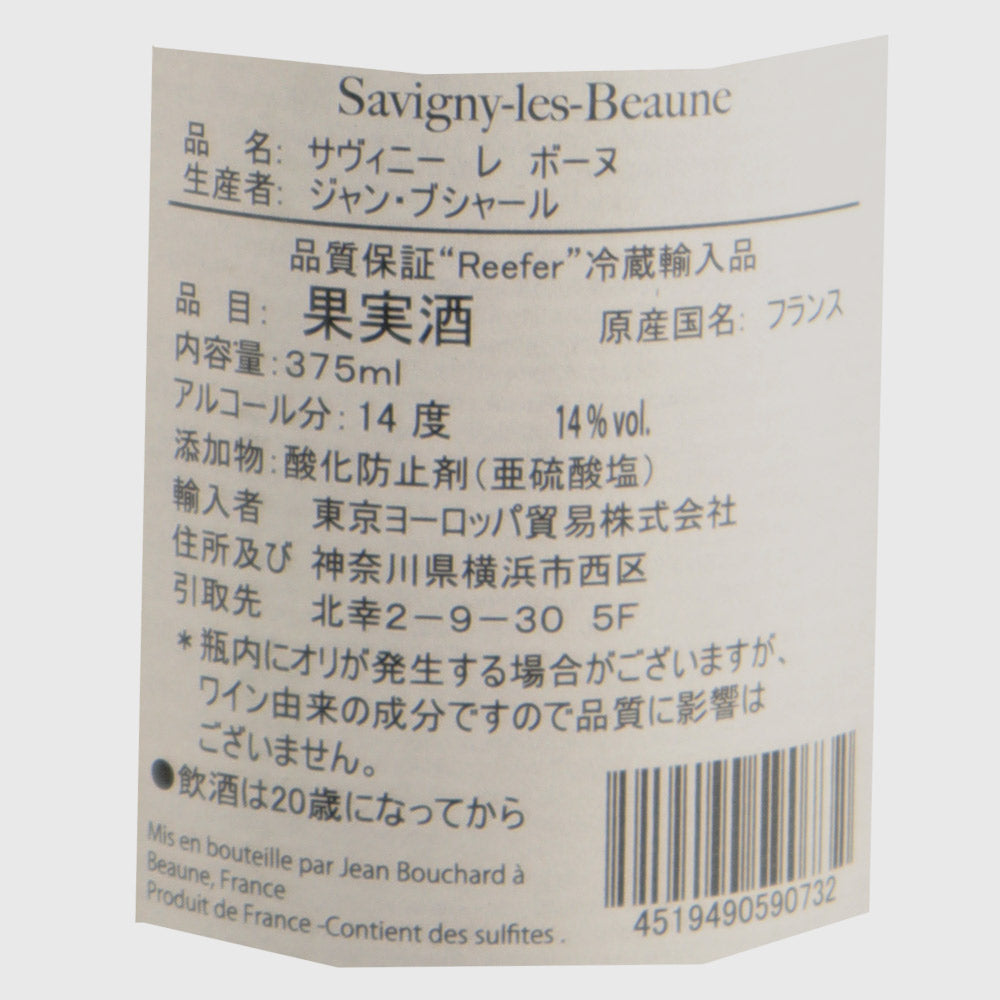 Savigny-les-Beaune
品 名: サヴィニー レ ボーヌ
生産者: ジャン・ブシャール
品質保証“Reefer”冷蔵輸入品
品 目: 果実酒 原産国名: フランス
内容量:375ml
アルコール分: 14 度 14%vol.
添加物:酸化防止剤(亜硫酸塩)
輸入者 東京ヨーロッパ貿易株式会社
住所及び 神奈川県横浜市西区
引取先 北幸2-9-30 5F
*瓶内にオリが発生する場合がございますが、
ワイン由来の成分ですので品質に影響は
ございません。
●飲酒は20歳になってから
Mis en bouteille par Jean Bouchard à
Beaune, France
Produit de France -Contient des sulfites .
4519490590732